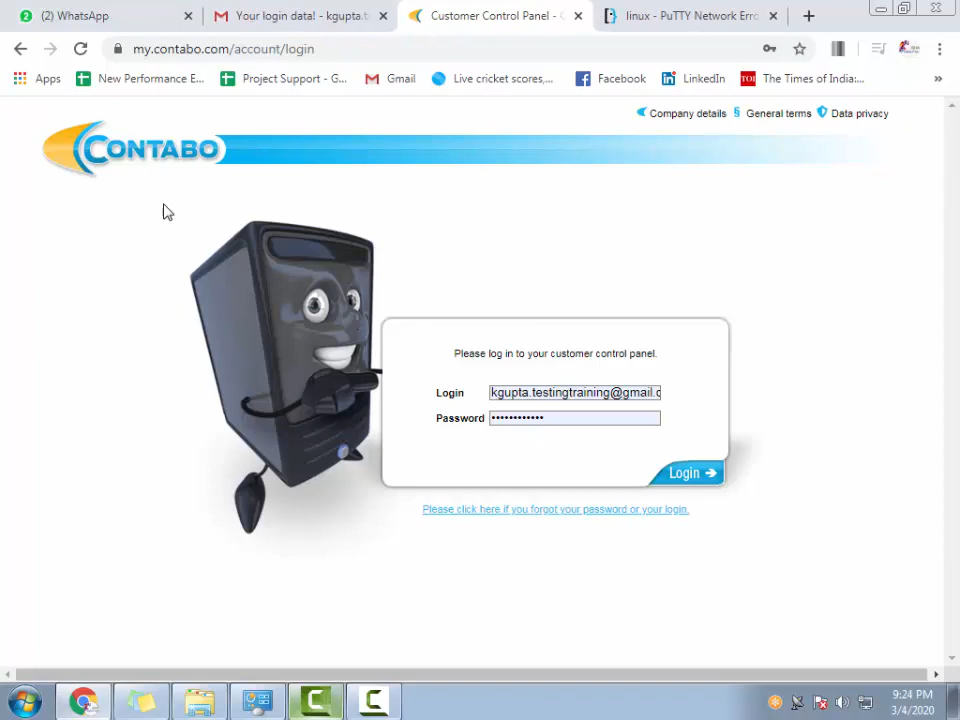 (2) WhatsApp
Your login data! - kgupta.t
Customer Control Panel - C
linux - PuTTY Network Erro
my.contabo.com/account/login
Apps
New Performance E...
Project Support - G...
Gmail
Live cricket scores,...
Facebook
LinkedIn
TOI
The Times of India:...
»
Company details
§ General terms
Data privacy
CONTABO
Please log in to your customer control panel.
Login kgupta.testingtraining@gmail.c
Password ••••••••••••
Login
Please click here if you forgot your password or your login.
9:24 PM
3/4/2020